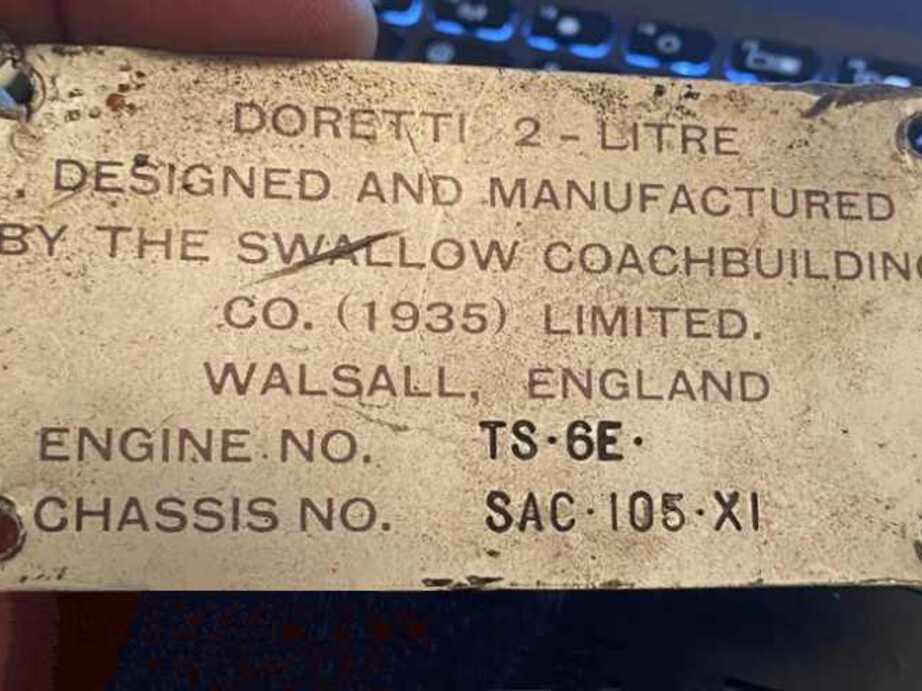 DORETTI 2-LITRE
DESIGNED AND MANUFACTURED
BY THE SWALLOW COACHBUILDING
CO. (1935) LIMITED.
WALSALL, ENGLAND
ENGINE NO. TS·6E·
CHASSIS NO. SAC·105·X1